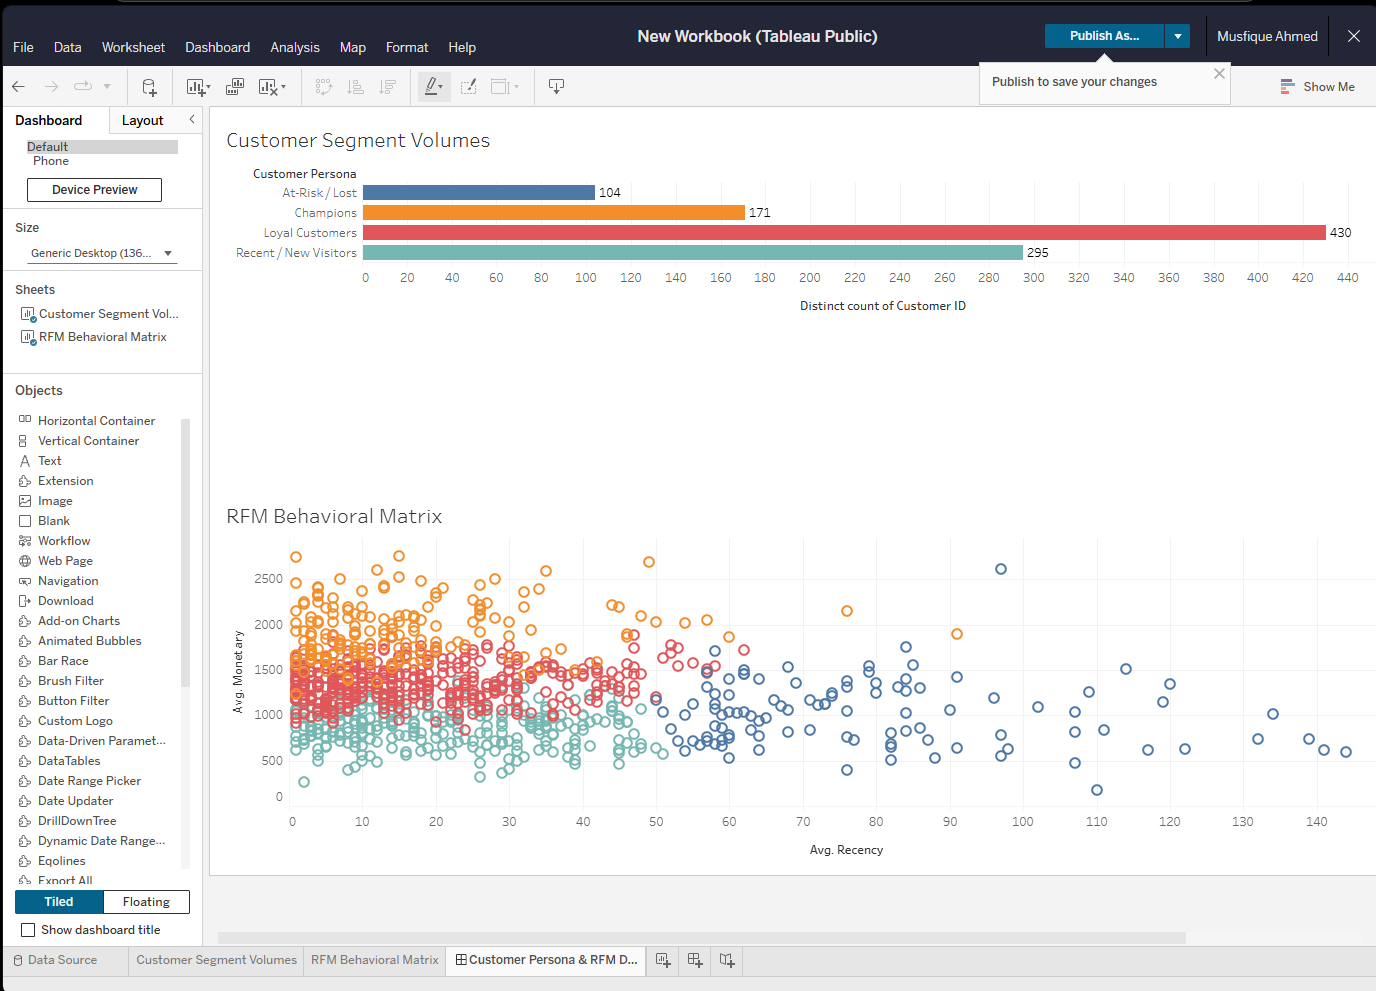 New Workbook (Tableau Public)
Publish As...
Musfique Ahmed
File Data Worksheet Dashboard Analysis Map Format Help
Publish to save your changes
Show Me
Dashboard Layout
Default
Phone
Device Preview
Size
Generic Desktop (136...
Sheets
Customer Segment Vol...
RFM Behavioral Matrix
Objects
Horizontal Container
Vertical Container
Text
Extension
Image
Blank
Workflow
Web Page
Navigation
Download
Add-on Charts
Animated Bubbles
Bar Race
Brush Filter
Button Filter
Custom Logo
Data-Driven Paramet...
DataTables
Date Range Picker
Date Updater
DrillDownTree
Dynamic Date Range...
Eqolines
Export All
Tiled Floating
Show dashboard title
Customer Segment Volumes
Customer Persona
At-Risk / Lost 104
Champions 171
Loyal Customers 430
Recent / New Visitors 295
0 20 40 60 80 100 120 140 160 180 200 220 240 260 280 300 320 340 360 380 400 420 440
Distinct count of Customer ID
RFM Behavioral Matrix
Avg. Monetary
2500
2000
1500
1000
500
0
0 10 20 30 40 50 60 70 80 90 100 110 120 130 140
Avg. Recency
Data Source Customer Segment Volumes RFM Behavioral Matrix Customer Persona & RFM D...